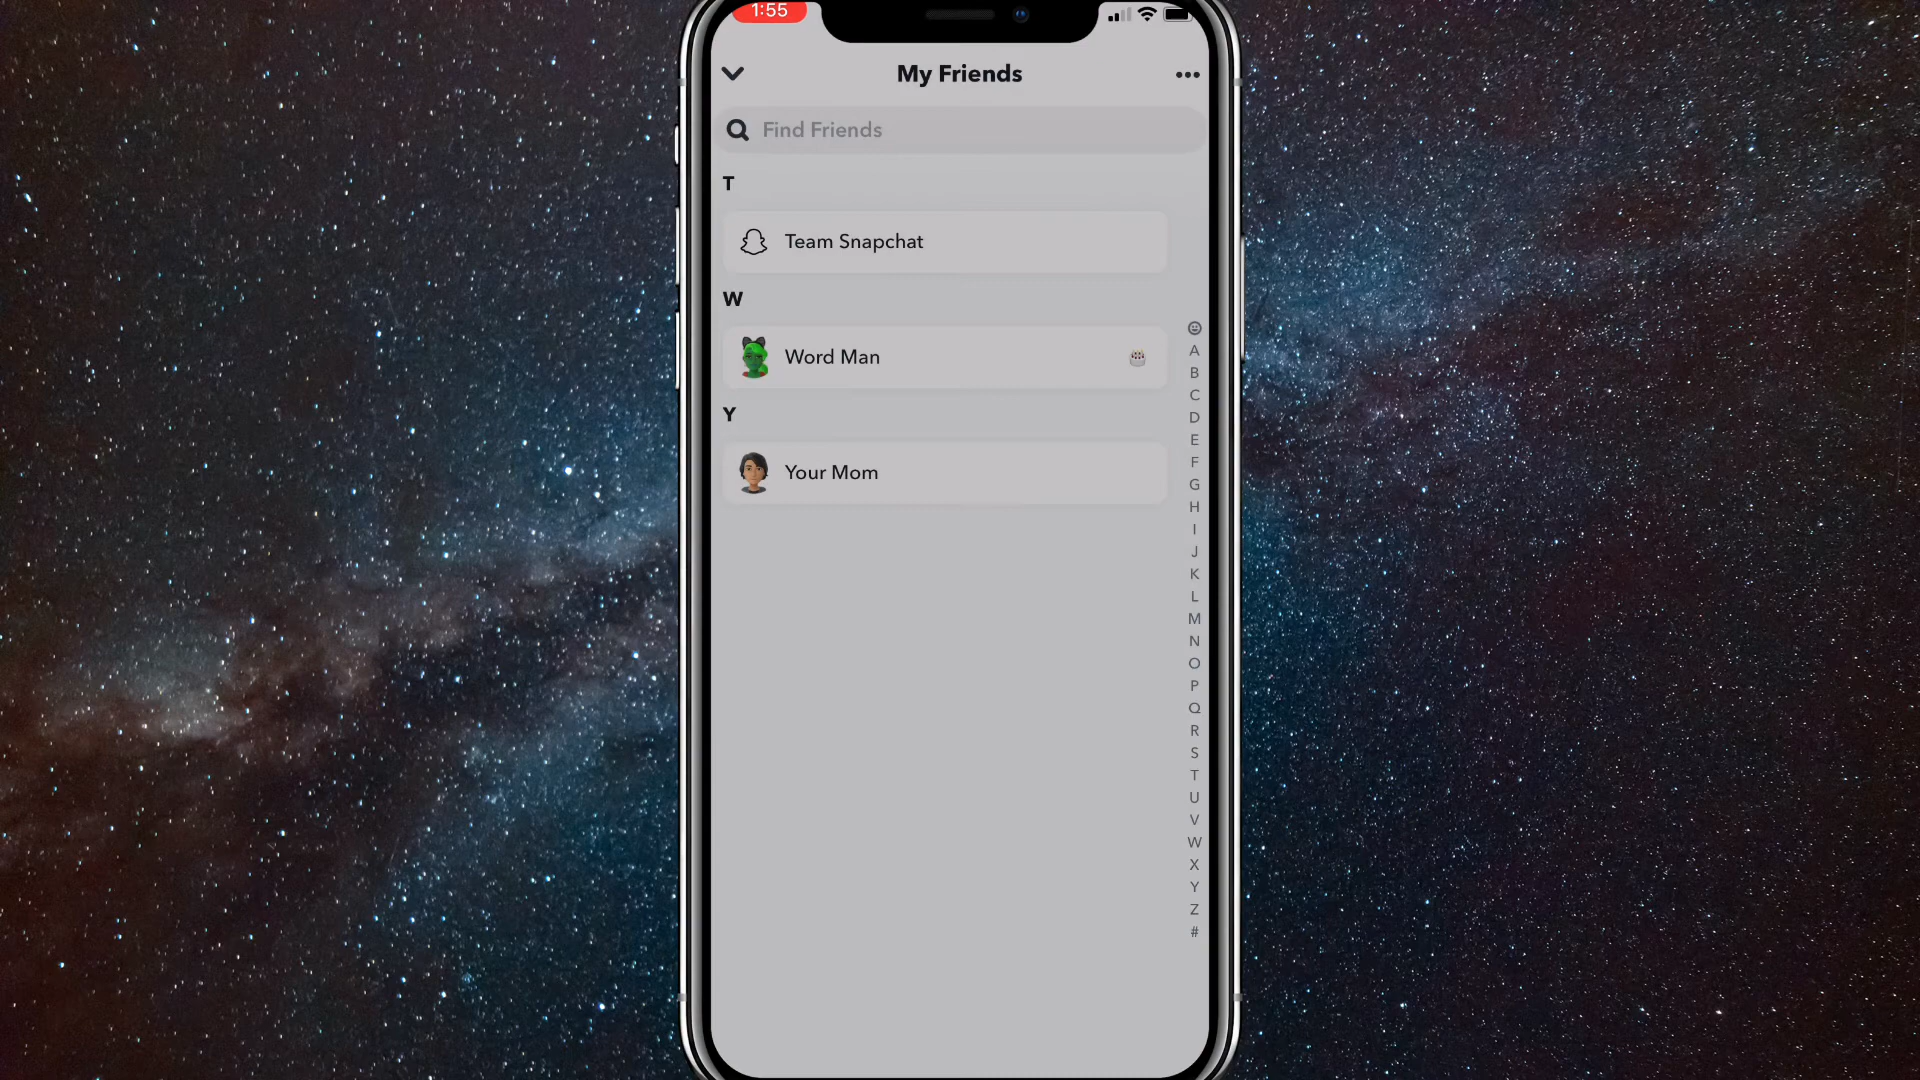 1:55
My Friends
Find Friends
T
Team Snapchat
W
Word Man
Y
Your Mom
A
B
C
D
E
F
G
H
I
J
K
L
M
N
O
P
Q
R
S
T
U
V
W
X
Y
Z
#